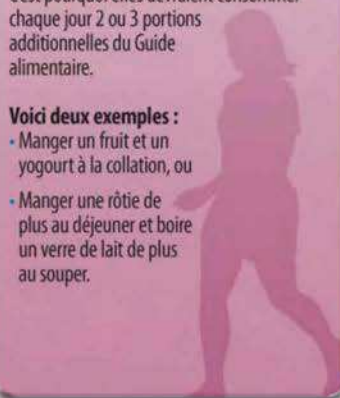 chaque jour 2 ou 3 portions
additionnelles du Guide
alimentaire.
Voici deux exemples :
• Manger un fruit et un
yogourt à la collation, ou
• Manger une rôtie de
plus au déjeuner et boire
un verre de lait de plus
au souper.